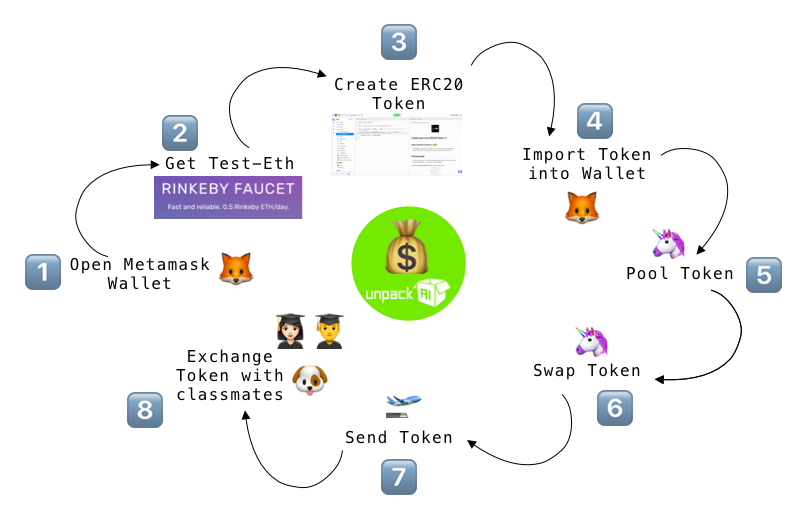 3
Create ERC20
Token
2
Get Test-Eth
RINKEBY FAUCET
Fast and reliable. 0.5 Rinkeby ETH/day.
4
Import Token
into Wallet
1
Open Metamask
Wallet
$
unpackAI
Pool Token
5
Exchange
Token with
classmates
8
Swap Token
6
Send Token
7